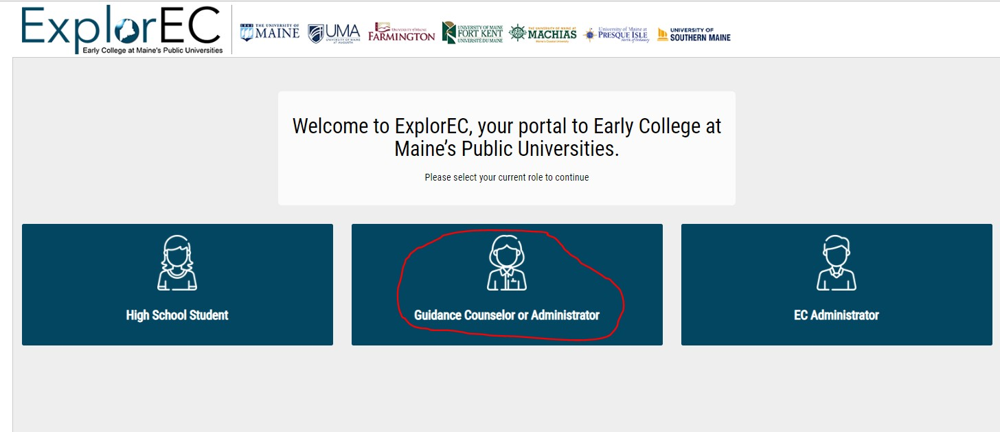 ExplorEC
Early College at Maine's Public Universities
THE UNIVERSITY OF
MAINE
UMA
UNIVERSITY OF MAINE
AT AUGUSTA
UNIVERSITY OF MAINE
FARMINGTON
UNIVERSITY OF MAINE
FORT KENT
UNIVERSITÉ DU MAINE
THE UNIVERSITY OF MAINE AT
MACHIAS
Maine's Coastal University
University of Maine at
PRESQUE ISLE
North of Ordinary
UNIVERSITY OF
SOUTHERN MAINE
Welcome to ExplorEC, your portal to Early College at
Maine's Public Universities.
Please select your current role to continue
High School Student
Guidance Counselor or Administrator
EC Administrator